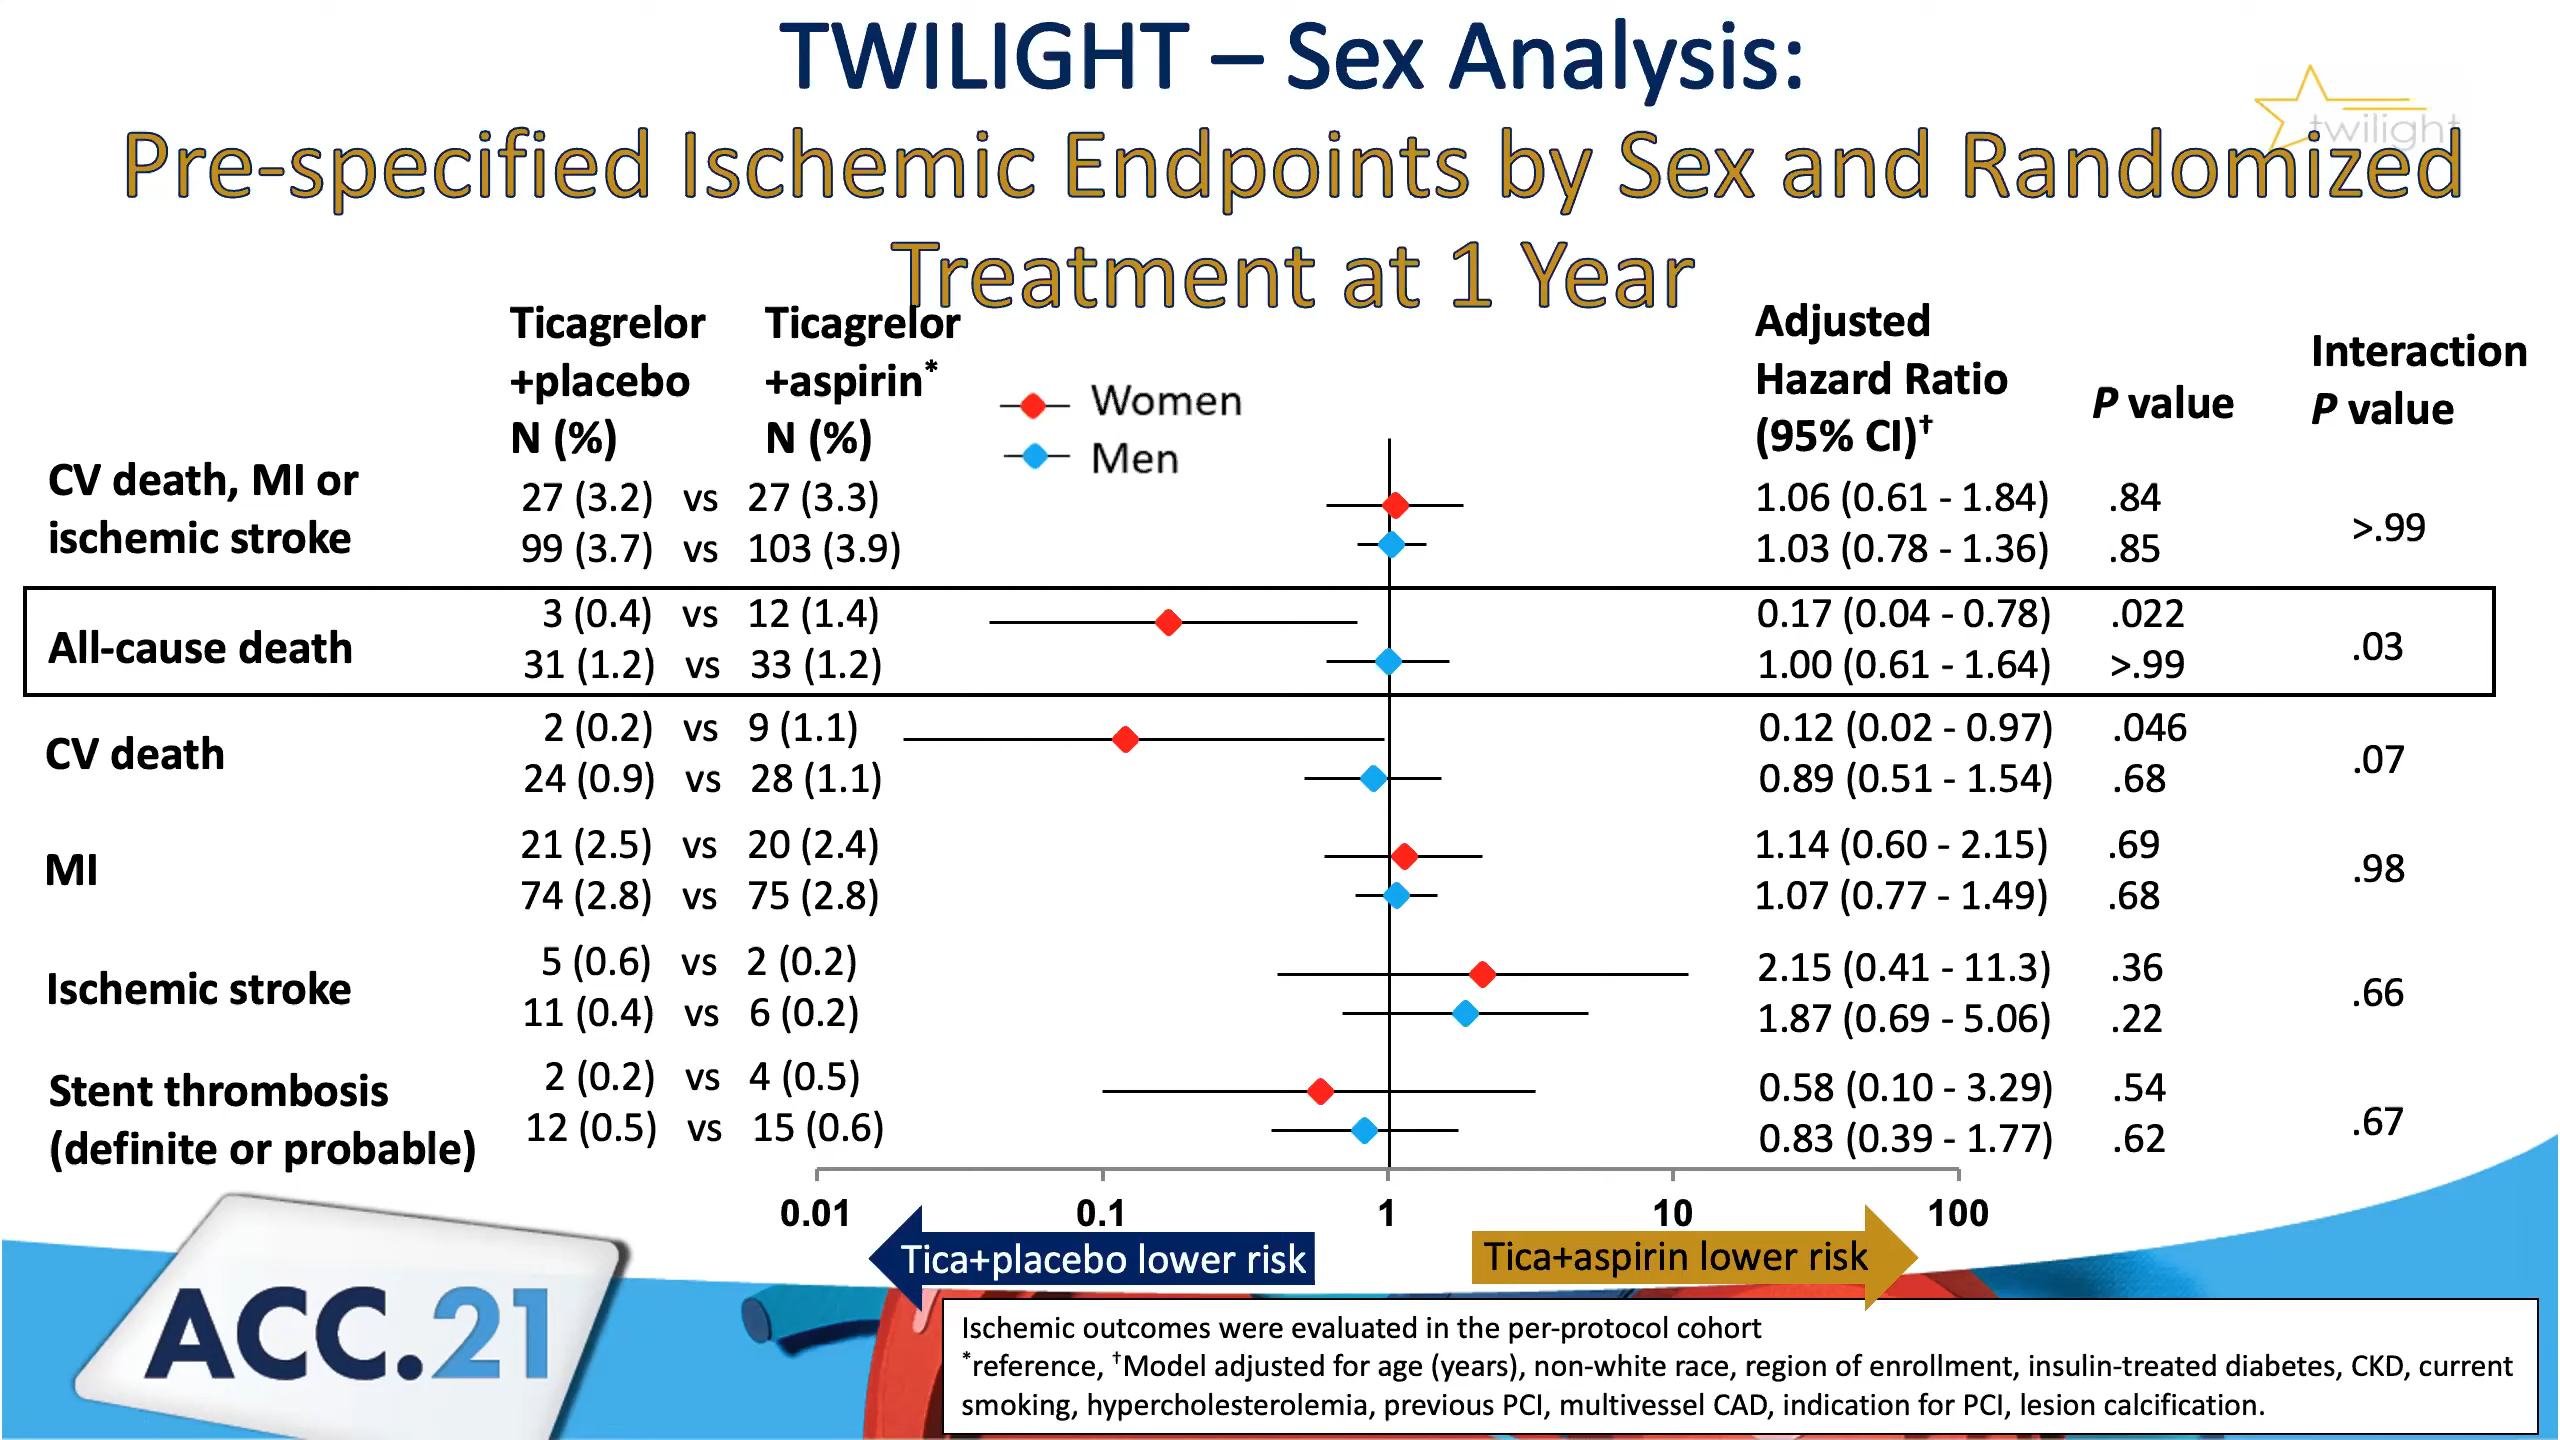 TWILIGHT – Sex Analysis:
twilight
Pre-specified Ischemic Endpoints by Sex and Randomized
Treatment at 1 Year
Ticagrelor +placebo N (%)
Ticagrelor +aspirin* N (%)
Women
Men
Adjusted Hazard Ratio (95% CI)†
P value
Interaction P value
CV death, MI or
ischemic stroke
27 (3.2) vs 27 (3.3) 1.06 (0.61 - 1.84) .84
99 (3.7) vs 103 (3.9) 1.03 (0.78 - 1.36) .85
>.99
All-cause death
3 (0.4) vs 12 (1.4) 0.17 (0.04 - 0.78) .022
31 (1.2) vs 33 (1.2) 1.00 (0.61 - 1.64) >.99
.03
CV death
2 (0.2) vs 9 (1.1) 0.12 (0.02 - 0.97) .046
24 (0.9) vs 28 (1.1) 0.89 (0.51 - 1.54) .68
.07
MI
21 (2.5) vs 20 (2.4) 1.14 (0.60 - 2.15) .69
74 (2.8) vs 75 (2.8) 1.07 (0.77 - 1.49) .68
.98
Ischemic stroke
5 (0.6) vs 2 (0.2) 2.15 (0.41 - 11.3) .36
11 (0.4) vs 6 (0.2) 1.87 (0.69 - 5.06) .22
.66
Stent thrombosis
(definite or probable)
2 (0.2) vs 4 (0.5) 0.58 (0.10 - 3.29) .54
12 (0.5) vs 15 (0.6) 0.83 (0.39 - 1.77) .62
.67
0.01 0.1 1 10 100
Tica+placebo lower risk
Tica+aspirin lower risk
ACC.21
Ischemic outcomes were evaluated in the per-protocol cohort
*reference, †Model adjusted for age (years), non-white race, region of enrollment, insulin-treated diabetes, CKD, current
smoking, hypercholesterolemia, previous PCI, multivessel CAD, indication for PCI, lesion calcification.